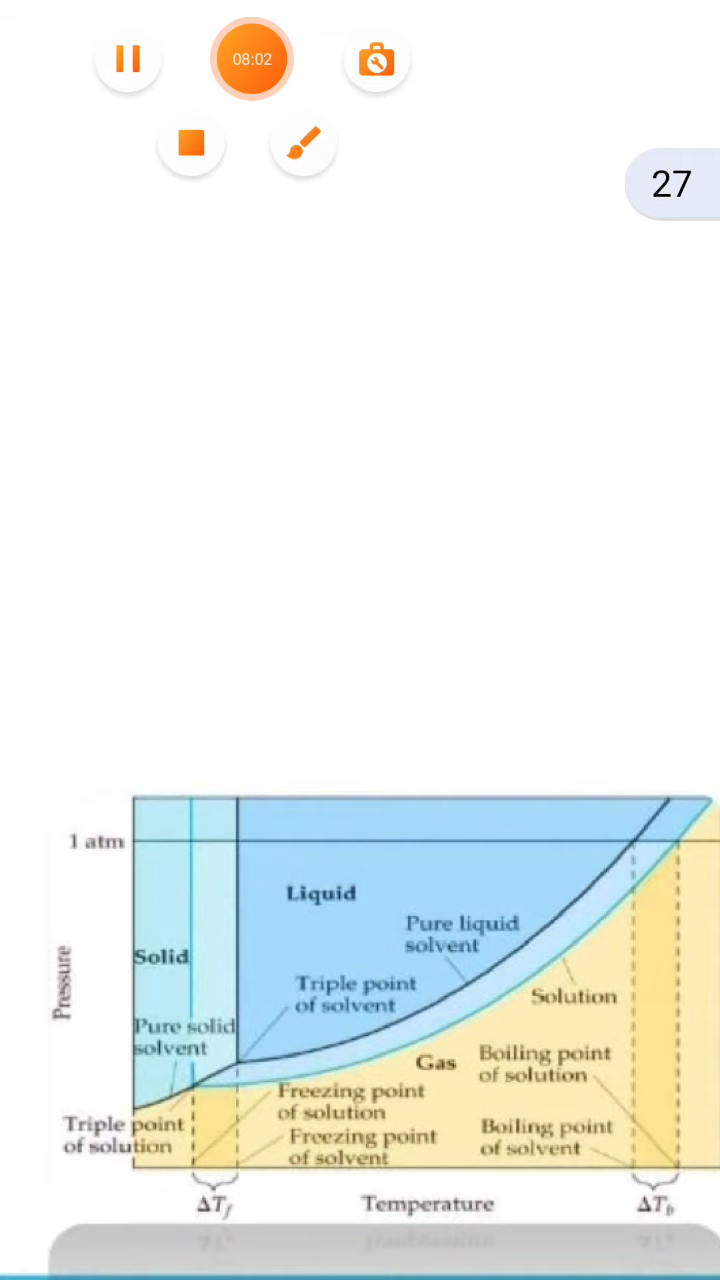 08:02
27
1 atm
Liquid
Pure liquid
solvent
Solid
Triple point
of solvent
Solution
Pressure
Pure solid
solvent
Gas
Boiling point
of solution
Freezing point
of solution
Triple point
of solution
Freezing point
of solvent
Boiling point
of solvent
ΔTf
Temperature
ΔTb